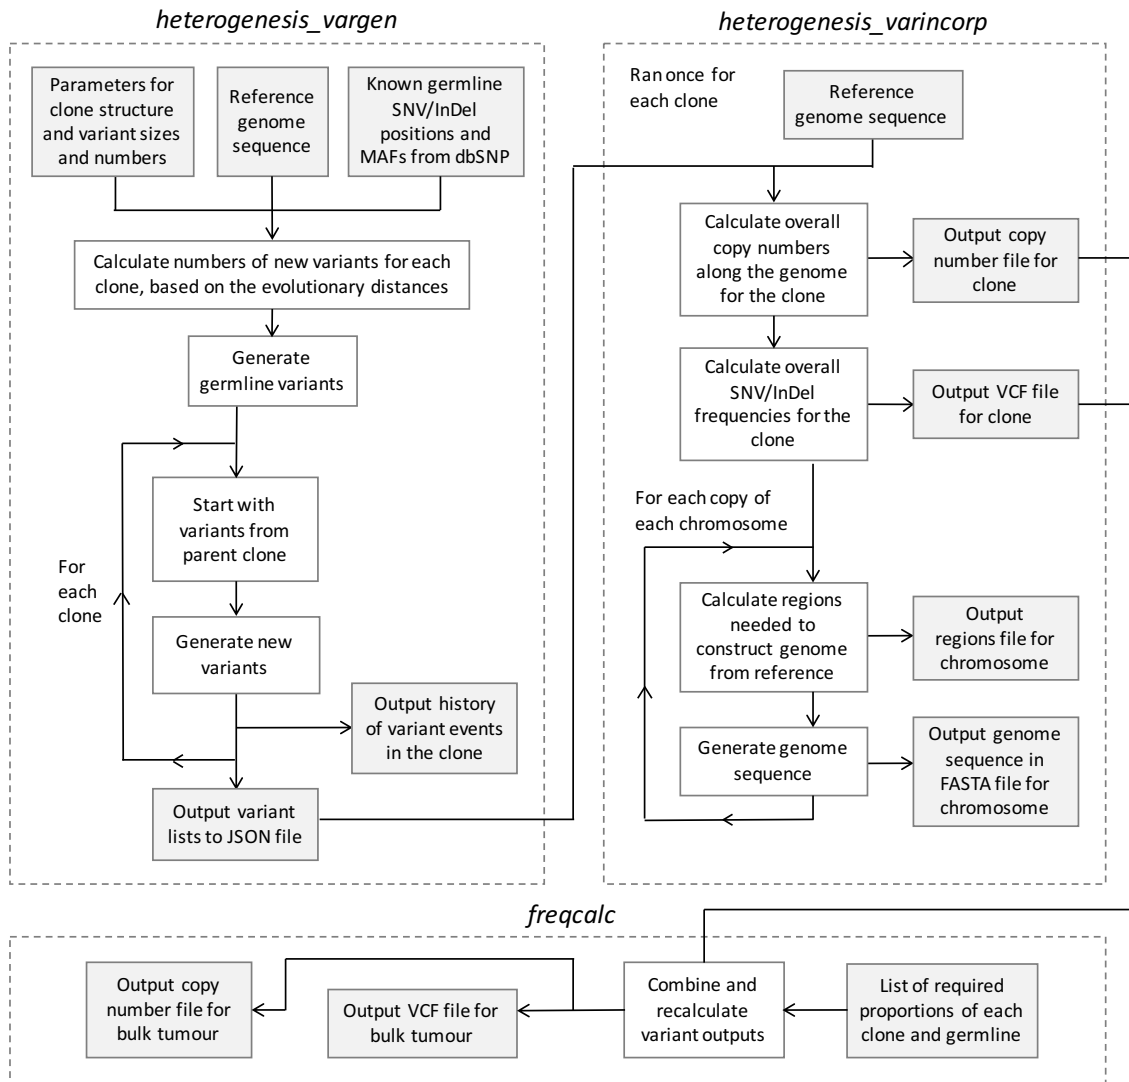 heterogenesis_vargen
Parameters for
clone structure
and variant sizes
and numbers
Reference
genome
sequence
Known germline
SNV/InDel
positions and
MAFs from dbSNP
Calculate numbers of new variants for each
clone, based on the evolutionary distances
Generate
germline variants
Start with
variants from
parent clone
For
each
clone
Generate new
variants
Output history
of variant events
in the clone
Output variant
lists to JSON file
heterogenesis_varincorp
Ran once for
each clone
Reference
genome sequence
Calculate overall
copy numbers
along the genome
for the clone
Output copy
number file for
clone
Calculate overall
SNV/InDel
frequencies for the
clone
Output VCF file
for clone
For each copy of
each chromosome
Calculate regions
needed to
construct genome
from reference
Output
regions file for
chromosome
Generate genome
sequence
Output genome
sequence in
FASTA file for
chromosome
freqcalc
Output copy
number file for
bulk tumour
Output VCF file for
bulk tumour
Combine and
recalculate
variant outputs
List of required
proportions of each
clone and germline